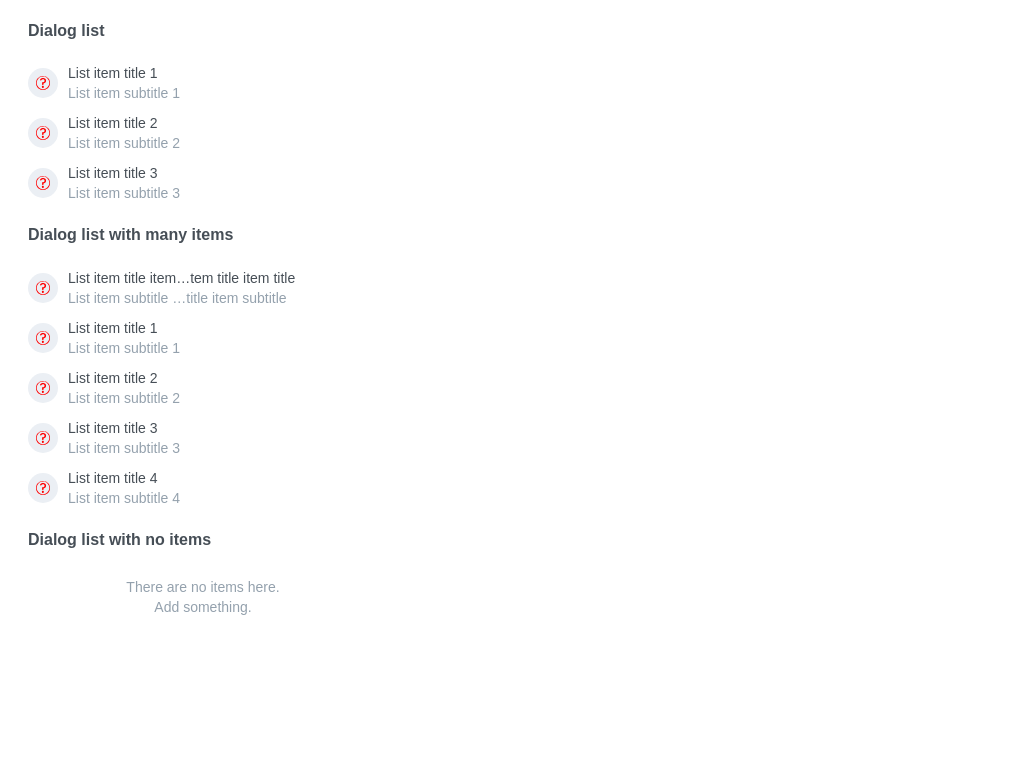 Dialog list
List item title 1
List item subtitle 1
List item title 2
List item subtitle 2
List item title 3
List item subtitle 3
Dialog list with many items
List item title item…tem title item title
List item subtitle …title item subtitle
List item title 1
List item subtitle 1
List item title 2
List item subtitle 2
List item title 3
List item subtitle 3
List item title 4
List item subtitle 4
Dialog list with no items
There are no items here.
Add something.